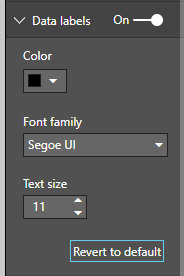 Data labels On
Color
Font family
Segoe UI
Text size
11
Revert to default